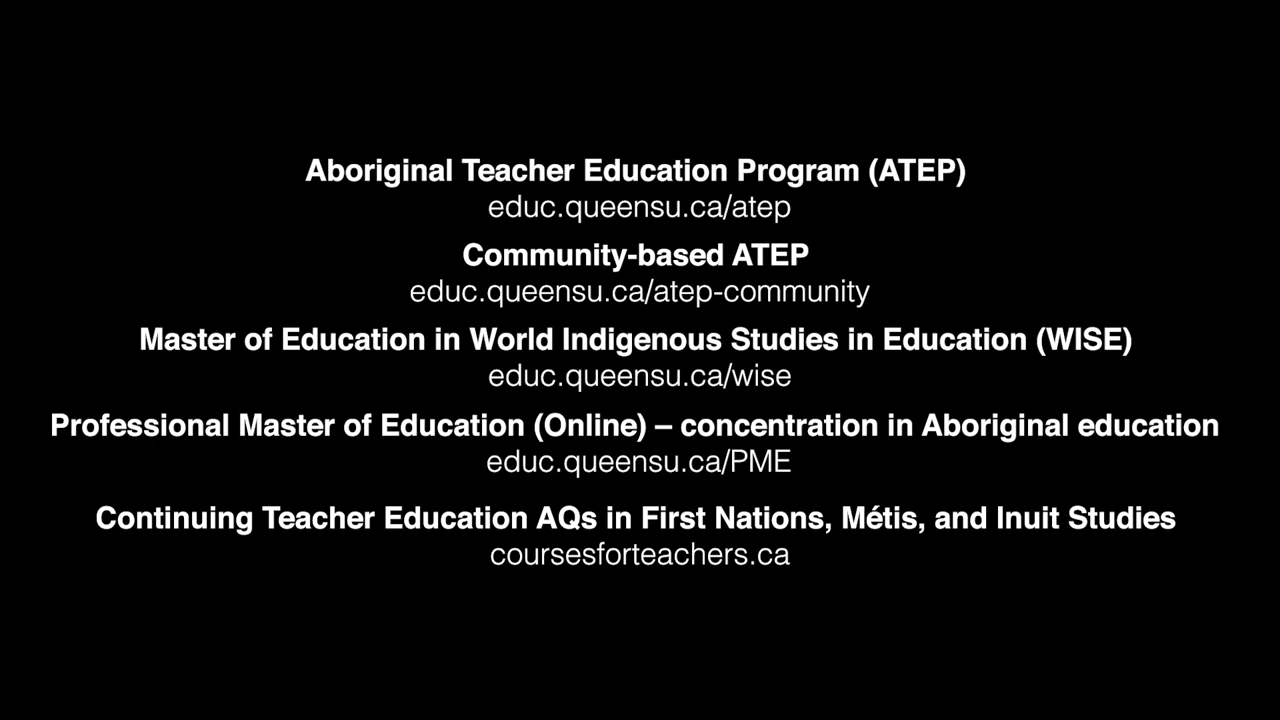 Aboriginal Teacher Education Program (ATEP)
educ.queensu.ca/atep
Community-based ATEP
educ.queensu.ca/atep-community
Master of Education in World Indigenous Studies in Education (WISE)
educ.queensu.ca/wise
Professional Master of Education (Online) – concentration in Aboriginal education
educ.queensu.ca/PME
Continuing Teacher Education AQs in First Nations, Métis, and Inuit Studies
coursesforteachers.ca